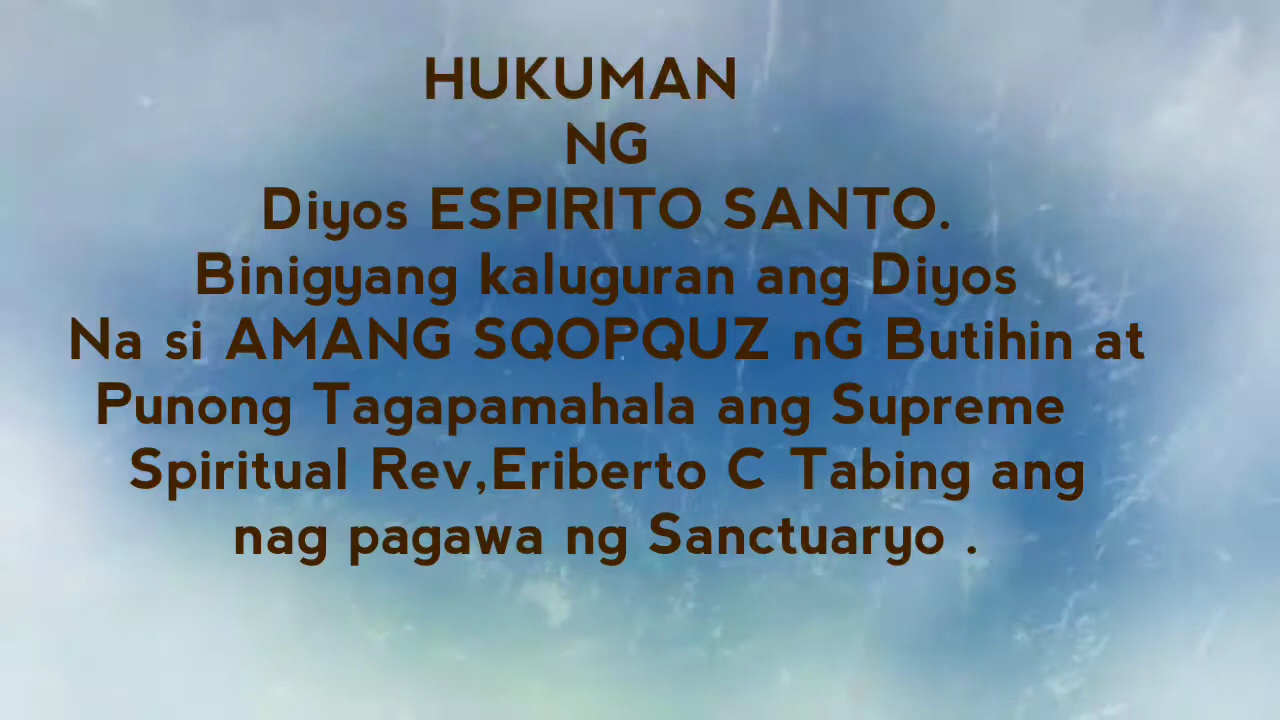 HUKUMAN
NG
Diyos ESPIRITO SANTO.
Binigyang kaluguran ang Diyos
Na si AMANG SQOPQUZ nG Butihin at
Punong Tagapamahala ang Supreme
Spiritual Rev,Eriberto C Tabing ang
nag pagawa ng Sanctuaryo .